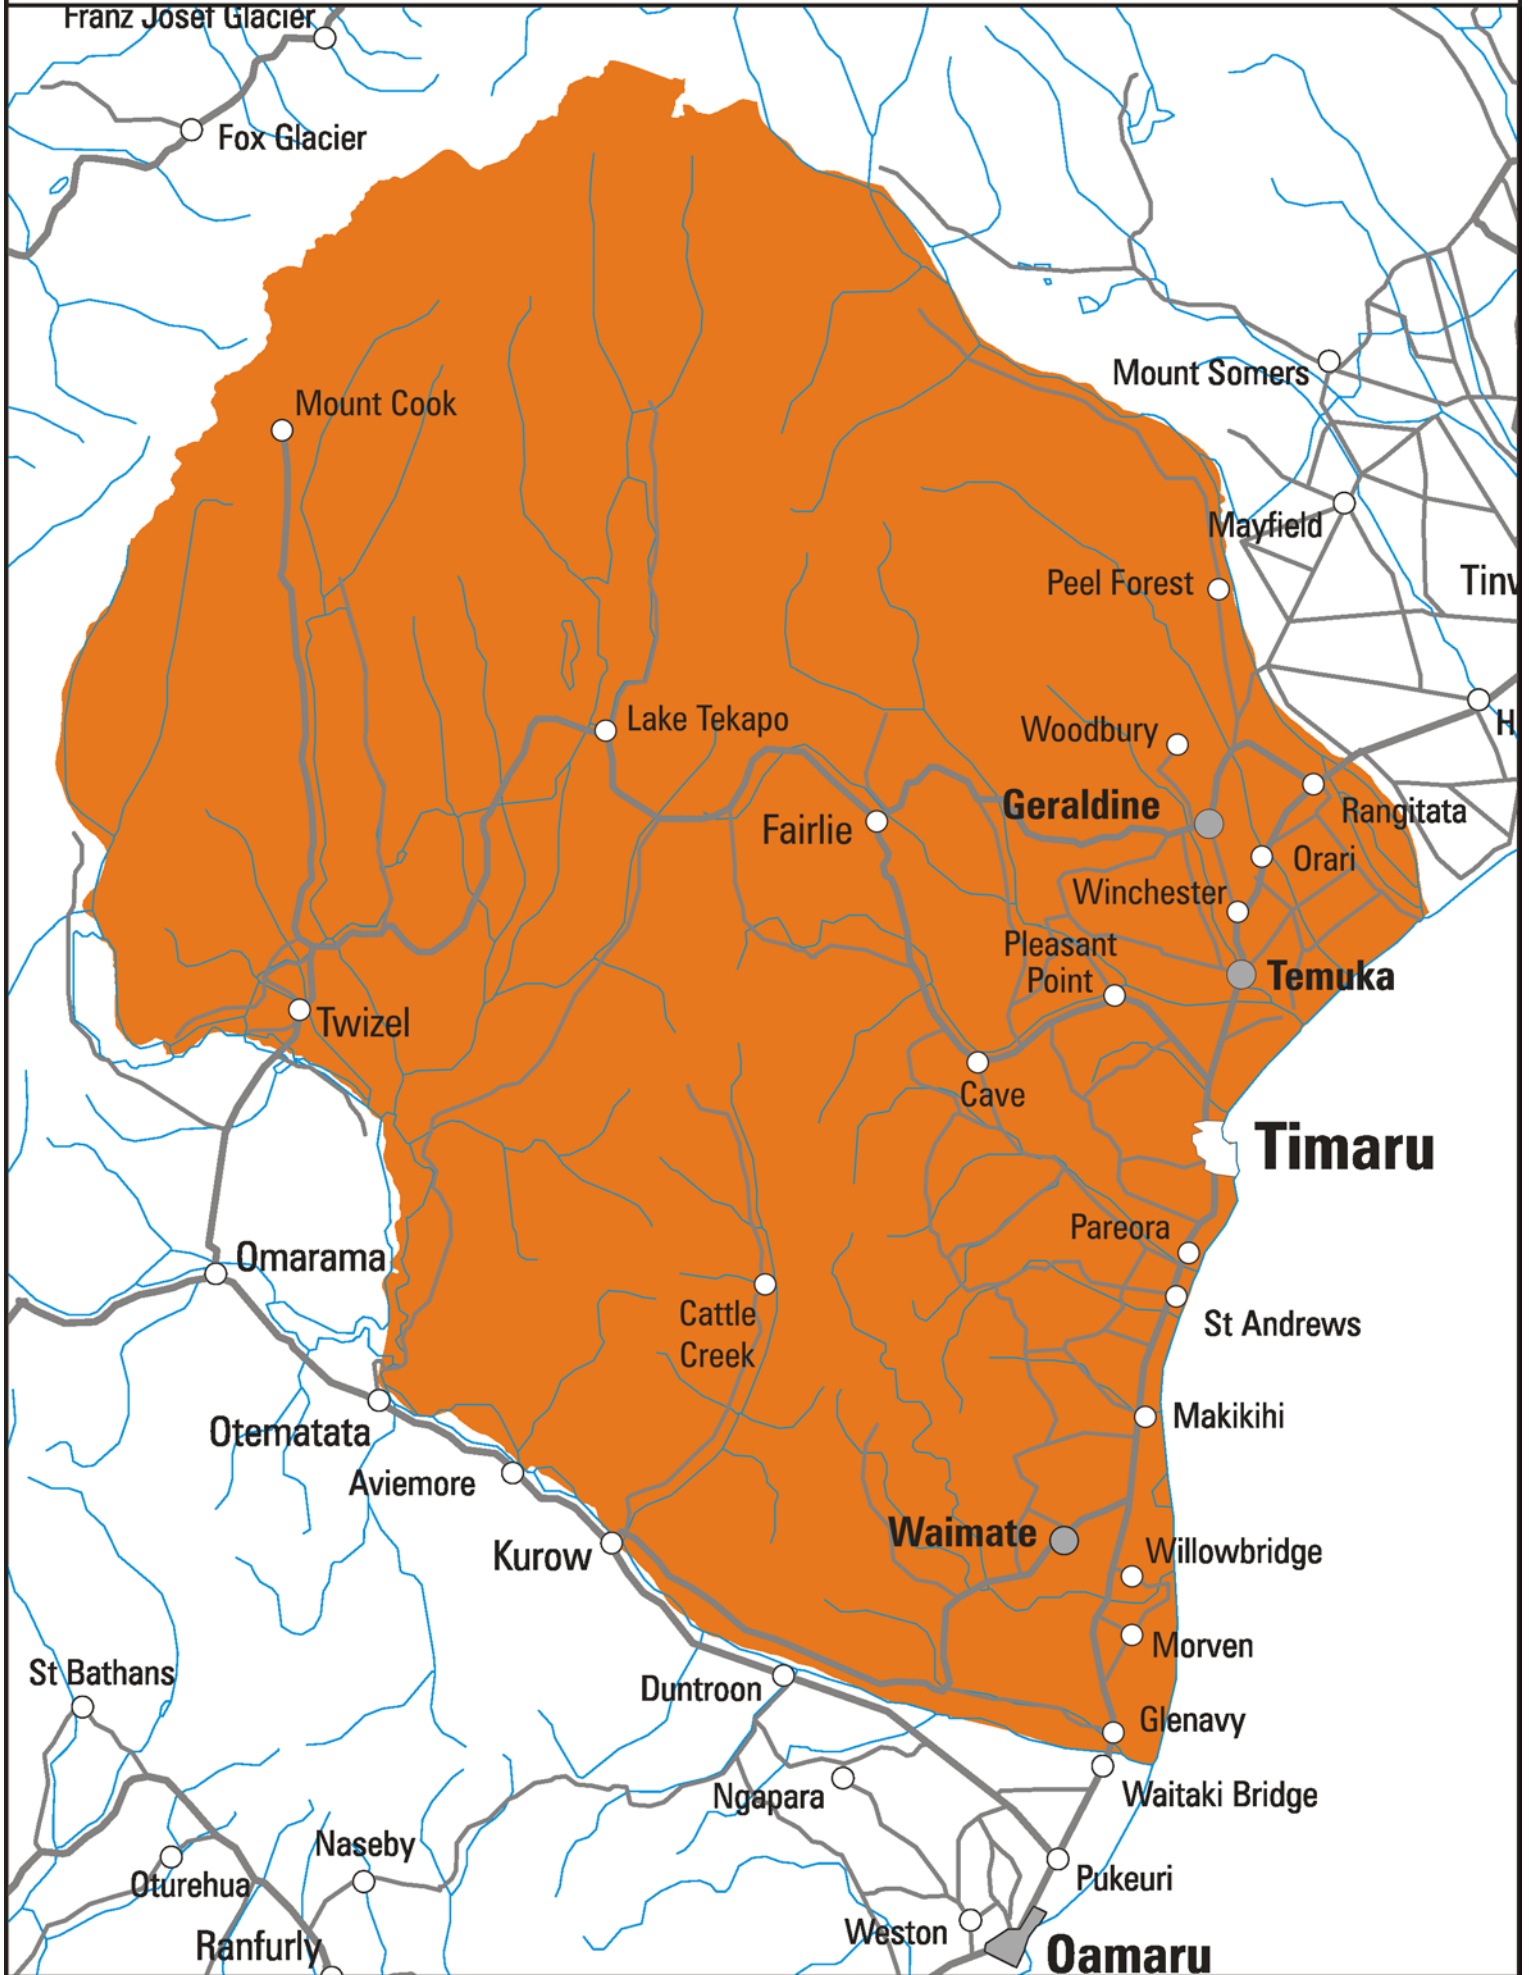 Franz Josef Glacier
Fox Glacier
Mount Somers
Mount Cook
Mayfield
Peel Forest
Tinw
Lake Tekapo
Woodbury
H
Geraldine
Rangitata
Fairlie
Orari
Winchester
Pleasant
Point
Temuka
Twizel
Cave
Timaru
Pareora
Omarama
Cattle
Creek
St Andrews
Makikihi
Otematata
Aviemore
Waimate
Kurow
Willowbridge
Morven
St Bathans
Duntroon
Glenavy
Ngapara
Waitaki Bridge
Naseby
Oturehua
Pukeuri
Weston
Ranfurly
Oamaru